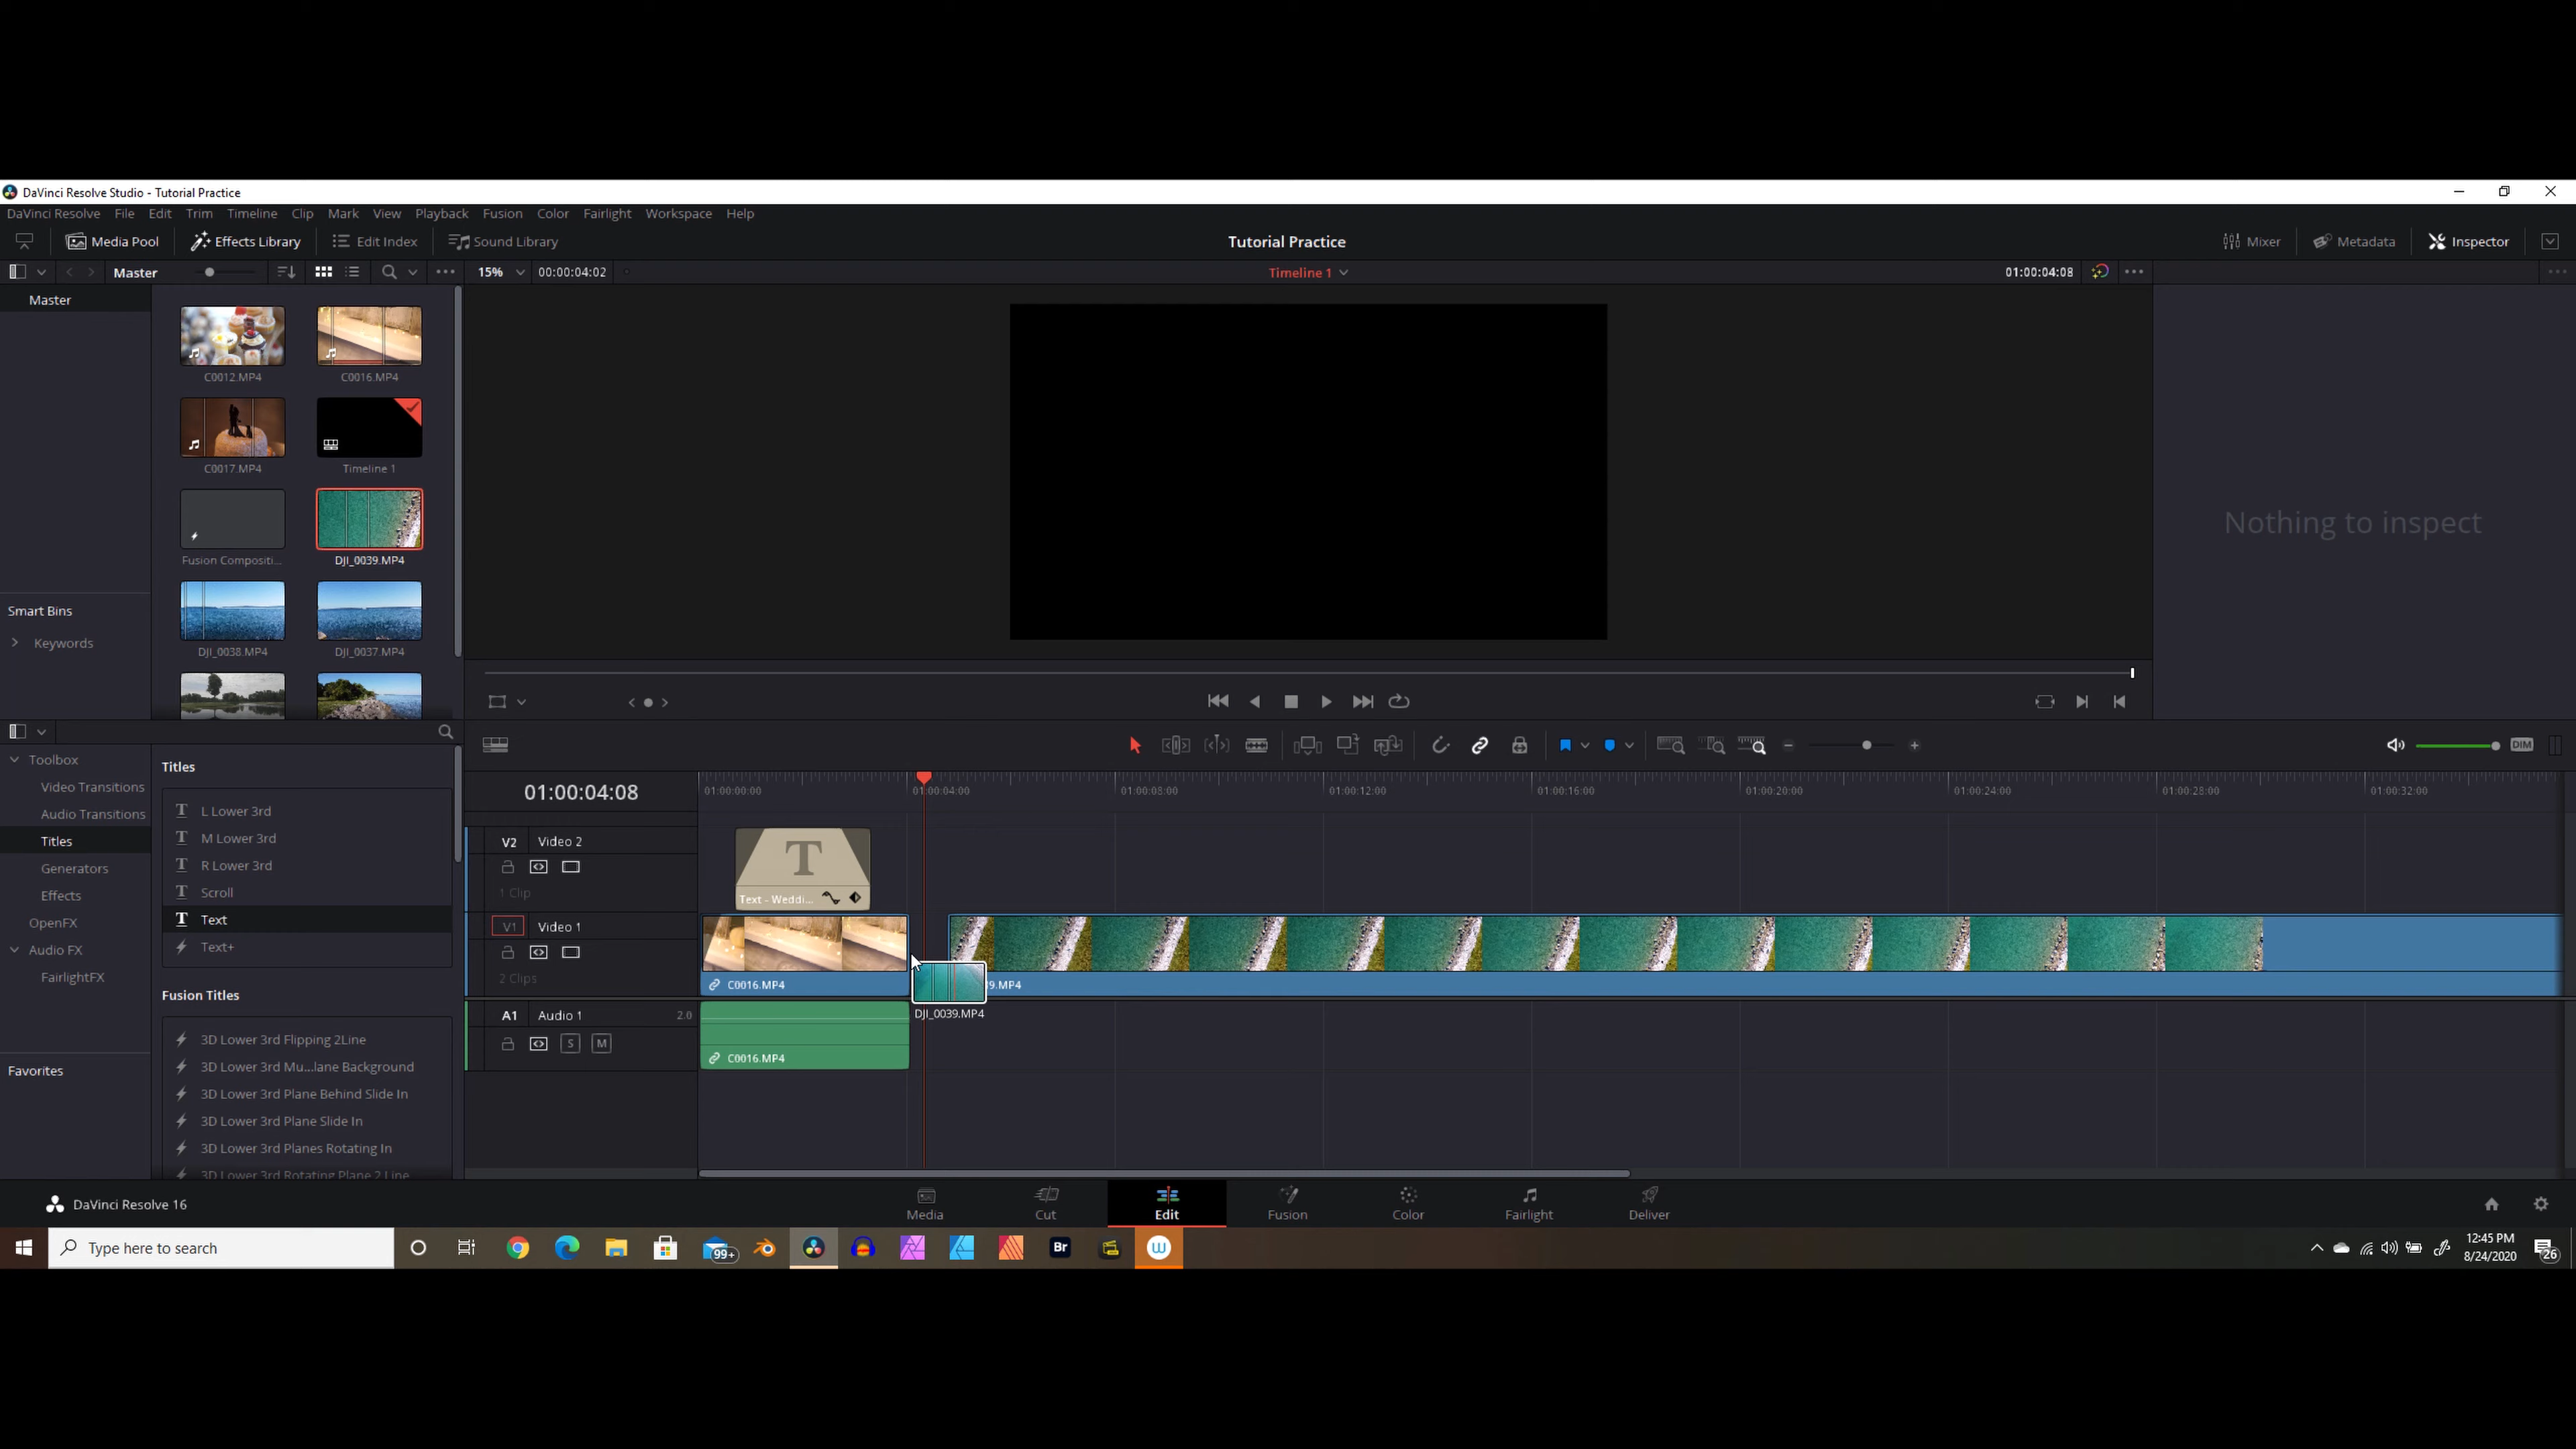 DaVinci Resolve Studio - Tutorial Practice
DaVinci Resolve File Edit Trim Timeline Clip Mark View Playback Fusion Color Fairlight Workspace Help
Media Pool Effects Library Edit Index Sound Library Tutorial Practice Mixer Metadata Inspector
Master 15% 00:00:04:02 Timeline 1 01:00:04:08
Master
C0012.MP4 C0016.MP4
C0017.MP4 Timeline 1
Fusion Compositi... DJI_0039.MP4
Nothing to inspect
Smart Bins
Keywords
DJI_0038.MP4 DJI_0037.MP4
DIM
Toolbox
Video Transitions
Audio Transitions
Titles
Generators
Effects
OpenFX
Audio FX
FairlightFX
Favorites
Titles
L Lower 3rd
M Lower 3rd
R Lower 3rd
Scroll
Text
Text+
Fusion Titles
3D Lower 3rd Flipping 2Line
3D Lower 3rd Mu...lane Background
3D Lower 3rd Plane Behind Slide In
3D Lower 3rd Plane Slide In
3D Lower 3rd Planes Rotating In
3D Lower 3rd Rotating Plane 2 Line
01:00:04:08
01:00:00:00 01:00:04:00 01:00:08:00 01:00:12:00 01:00:16:00 01:00:20:00 01:00:24:00 01:00:28:00 01:00:32:00
V2 Video 2
1 Clip
T
Text - Weddi...
V1 Video 1
2 Clips
C0016.MP4 9.MP4
DJI_0039.MP4
A1 Audio 1 2.0
S M
C0016.MP4
DaVinci Resolve 16
Media Cut Edit Fusion Color Fairlight Deliver
Type here to search
99+
Br
W
12:45 PM
8/24/2020
26